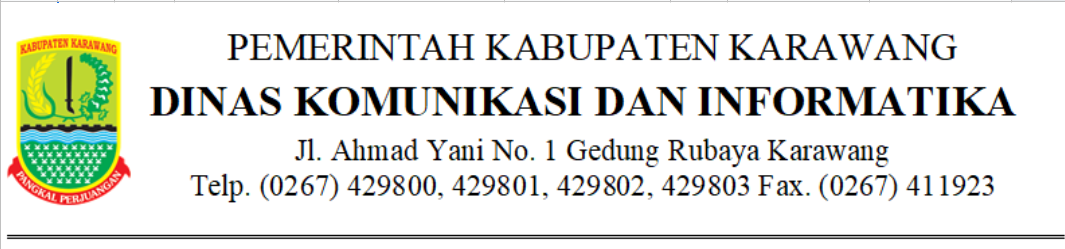 KABUPATEN KARAWANG
PANGKAL PERJUANGAN
PEMERINTAH KABUPATEN KARAWANG
DINAS KOMUNIKASI DAN INFORMATIKA
Jl. Ahmad Yani No. 1 Gedung Rubaya Karawang
Telp. (0267) 429800, 429801, 429802, 429803 Fax. (0267) 411923